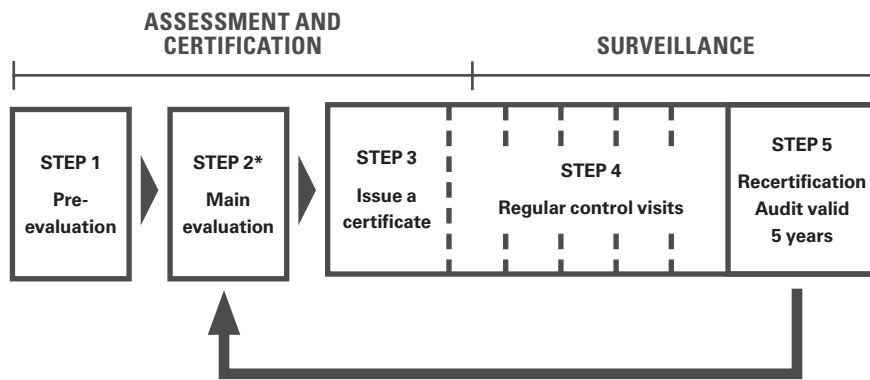 ASSESSMENT AND
CERTIFICATION
SURVEILLANCE
STEP 1
Pre-
evaluation
STEP 2*
Main
evaluation
STEP 3
Issue a
certificate
STEP 4
Regular control visits
STEP 5
Recertification
Audit valid
5 years